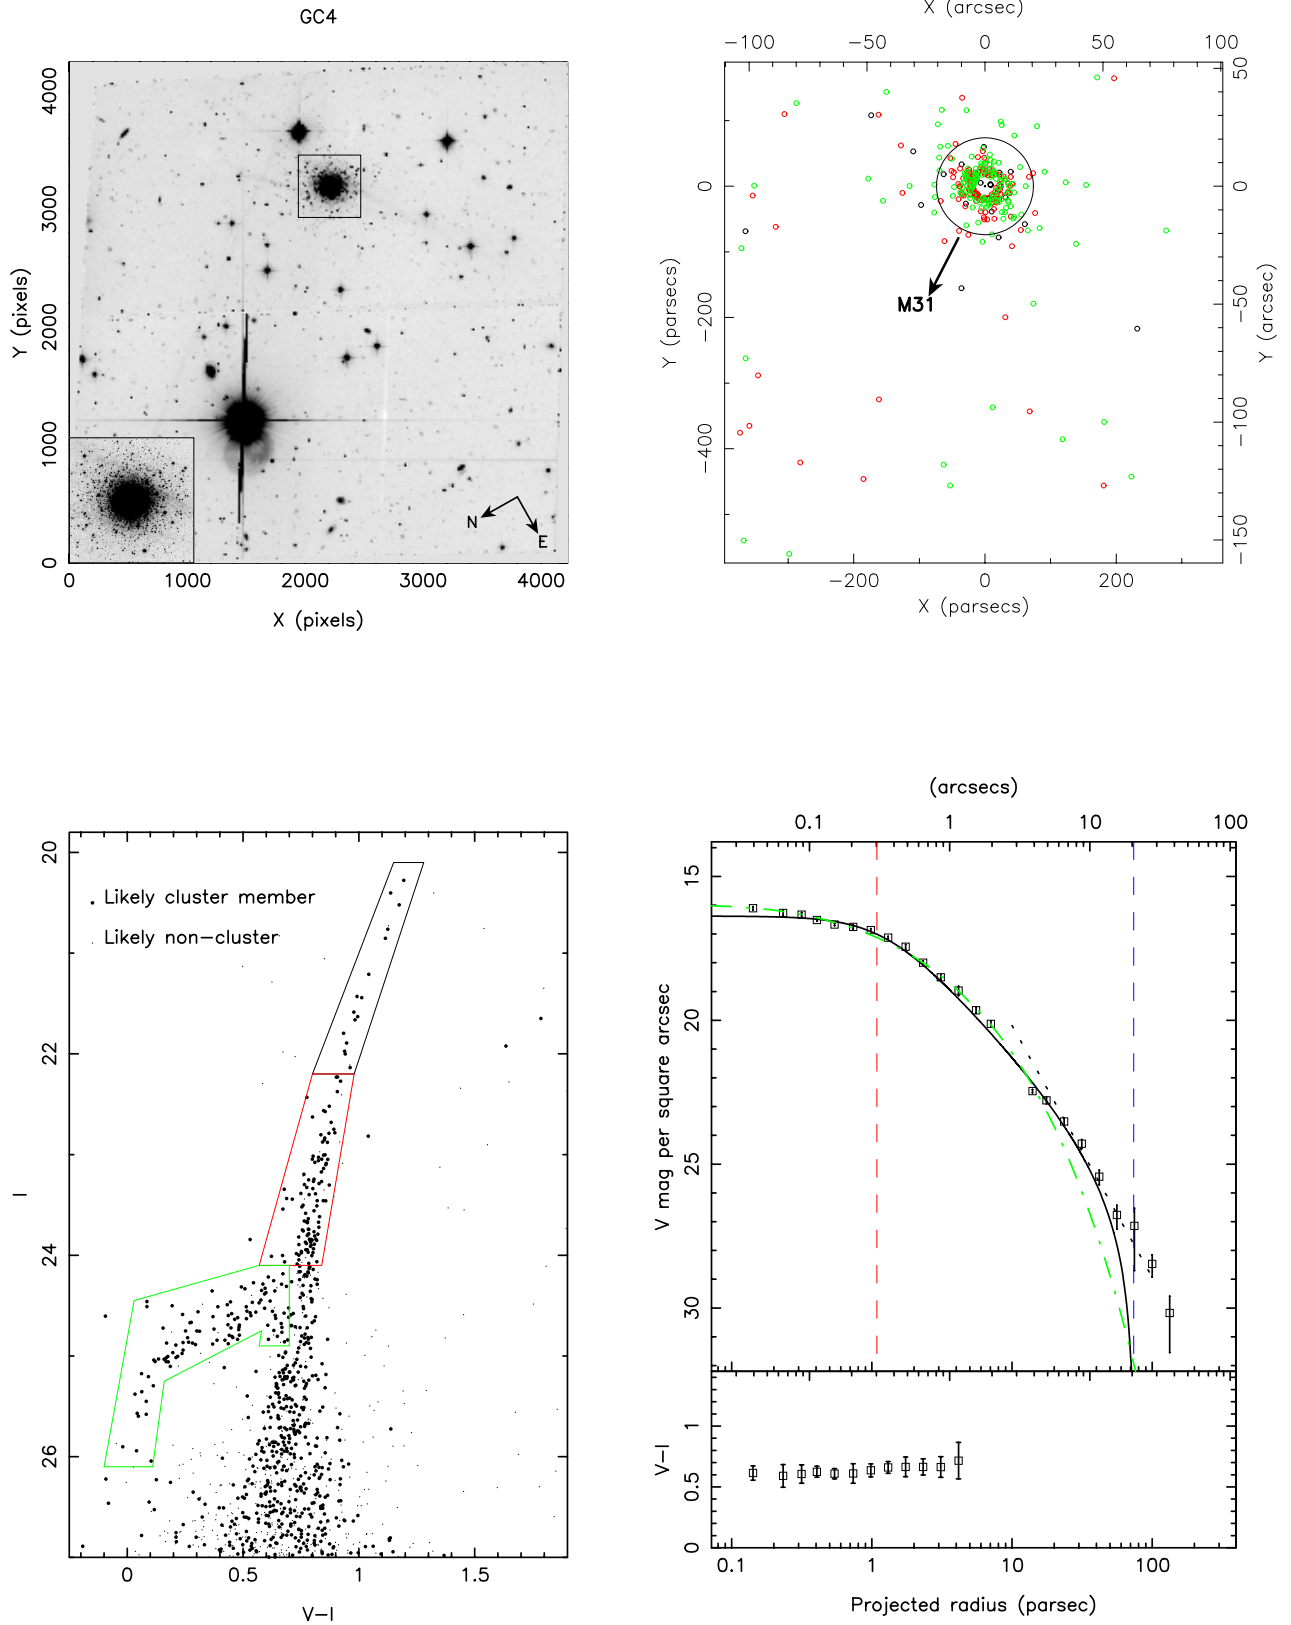 GC4
4000
3000
2000
1000
0
Y (pixels)
N
E
0 1000 2000 3000 4000
X (pixels)
X (arcsec)
−100 −50 0 50 100
0
−200
−400
Y (parsecs)
M31
50
0
−50
−100
−150
Y (arcsec)
−200 0 200
X (parsecs)
20
22
24
26
I
Likely cluster member
Likely non−cluster
0 0.5 1 1.5
V−I
(arcsecs)
0.1 1 10 100
15
20
25
30
V mag per square arcsec
1
0.5
0
V−I
0.1 1 10 100
Projected radius (parsec)